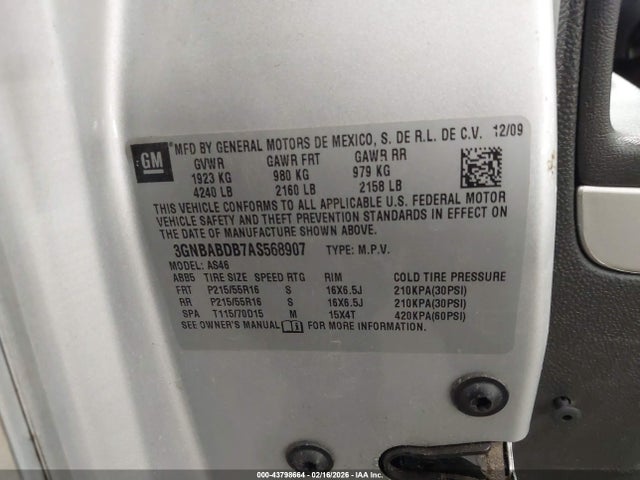 GM
MFD BY GENERAL MOTORS DE MEXICO, S. DE R.L. DE C.V. 12/09
GVWR GAWR FRT GAWR RR
1923 KG 980 KG 979 KG
4240 LB 2160 LB 2158 LB
THIS VEHICLE CONFORMS TO ALL APPLICABLE U.S. FEDERAL MOTOR
VEHICLE SAFETY AND THEFT PREVENTION STANDARDS IN EFFECT ON
THE DATE OF MANUFACTURE SHOWN ABOVE.
3GNBABDB7AS568907 TYPE: M.P.V.
MODEL: AS46
ABB5 TIRE SIZE SPEED RTG RIM COLD TIRE PRESSURE
FRT P215/55R16 S 16X6.5J 210KPA(30PSI)
RR P215/55R16 S 16X6.5J 210KPA(30PSI)
SPA T115/70D15 M 15X4T 420KPA(60PSI)
SEE OWNER'S MANUAL FOR MORE INFORMATION.
000-43798664 | 02/16/2026 | IAA Inc.